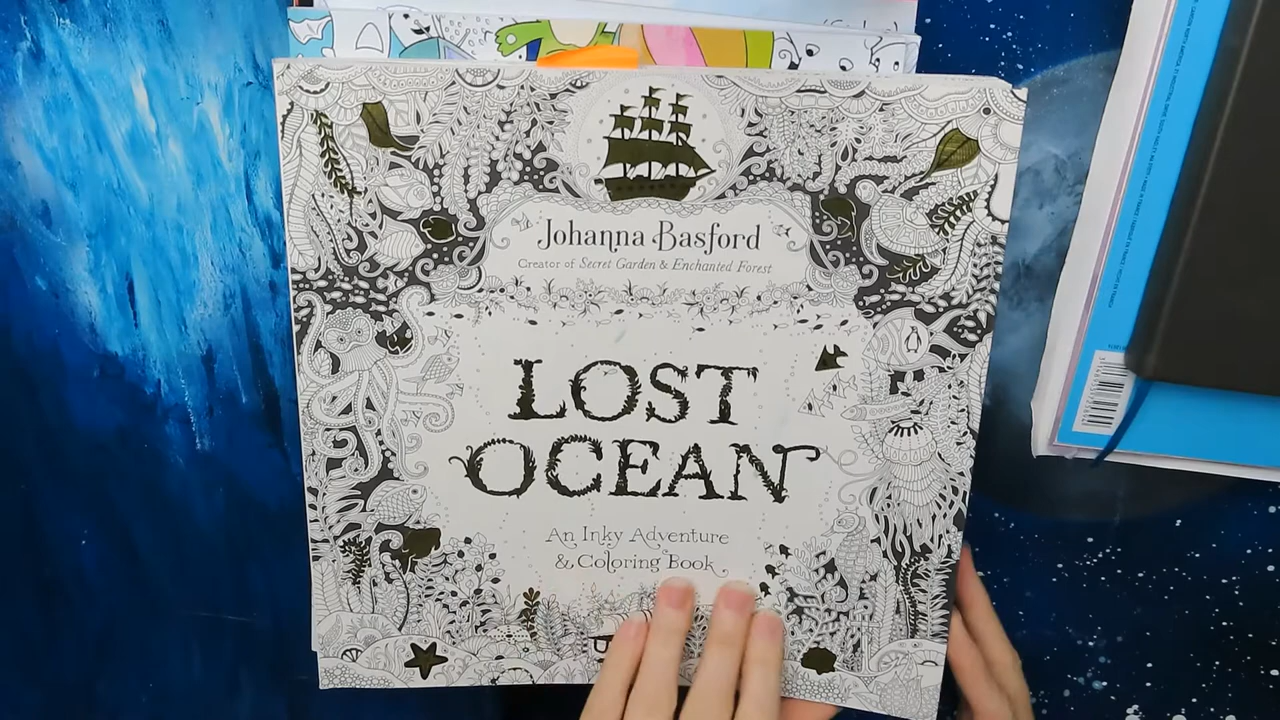 Johanna Basford
Creator of Secret Garden & Enchanted Forest
LOST
OCEAN
An Inky Adventure
& Coloring Book